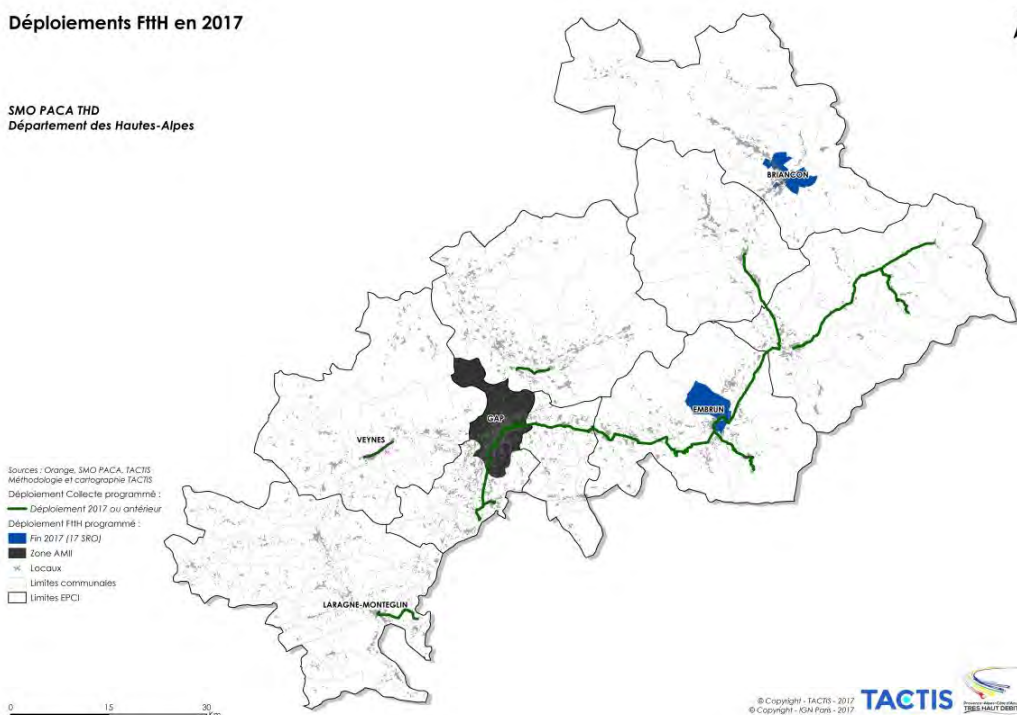 Déploiements FttH en 2017
SMO PACA THD
Département des Hautes-Alpes
BRIANCON
EMBRUN
GAP
VEYNES
LARAGNE-MONTEGLIN
Sources : Orange, SMO PACA, TACTIS
Méthodologie et cartographie TACTIS
Déploiement Collecte programmé :
Déploiement 2017 ou antérieur
Déploiement FttH programmé :
Fin 2017 (17 SRO)
Zone AMII
Locaux
Limites communales
Limites EPCI
0 15 30
Km
© Copyright - TACTIS - 2017
© Copyright - IGN Paris - 2017
TACTIS
TRES HAUT DEBIT